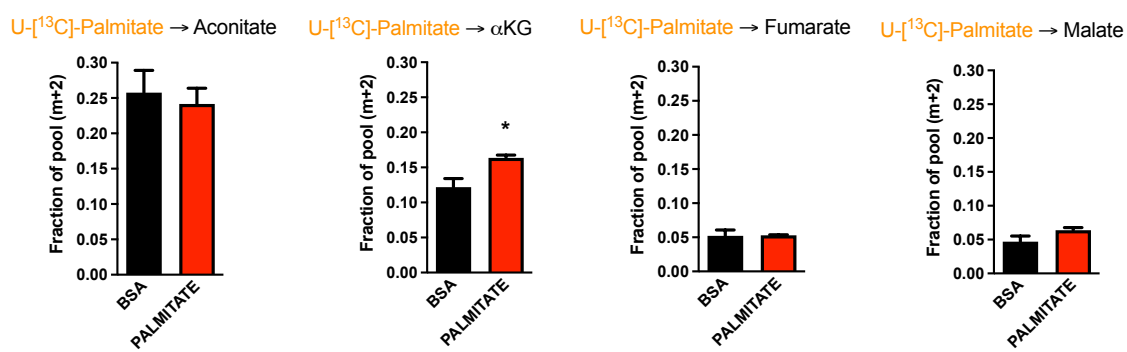 U-[¹³C]-Palmitate → Aconitate
Fraction of pool (m+2)
0.30
0.25
0.20
0.15
0.10
0.05
0.00
BSA
PALMITATE
U-[¹³C]-Palmitate → αKG
Fraction of pool (m+2)
0.30
0.25
0.20
0.15
0.10
0.05
0.00
*
BSA
PALMITATE
U-[¹³C]-Palmitate → Fumarate
Fraction of pool (m+2)
0.30
0.25
0.20
0.15
0.10
0.05
0.00
BSA
PALMITATE
U-[¹³C]-Palmitate → Malate
Fraction of pool (m+2)
0.30
0.25
0.20
0.15
0.10
0.05
0.00
BSA
PALMITATE